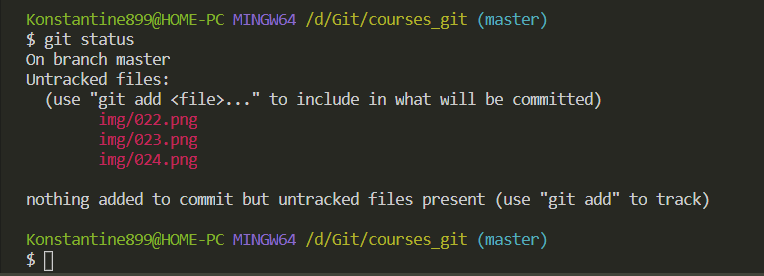 Konstantine899@HOME-PC MINGW64 /d/Git/courses_git (master)
$ git status
On branch master
Untracked files:
  (use "git add <file>..." to include in what will be committed)
        img/022.png
        img/023.png
        img/024.png

nothing added to commit but untracked files present (use "git add" to track)

Konstantine899@HOME-PC MINGW64 /d/Git/courses_git (master)
$